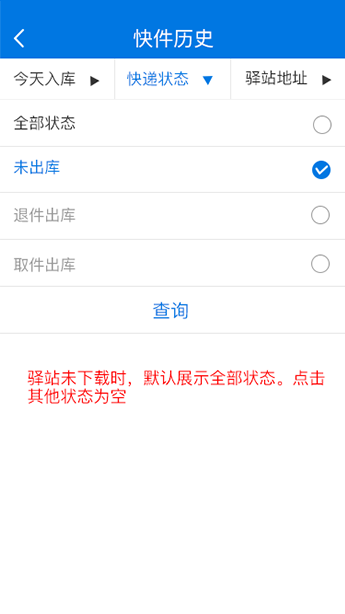 快件历史
今天入库 快递状态 驿站地址
全部状态
未出库
退件出库
取件出库
查询
驿站未下载时，默认展示全部状态。点击
其他状态为空